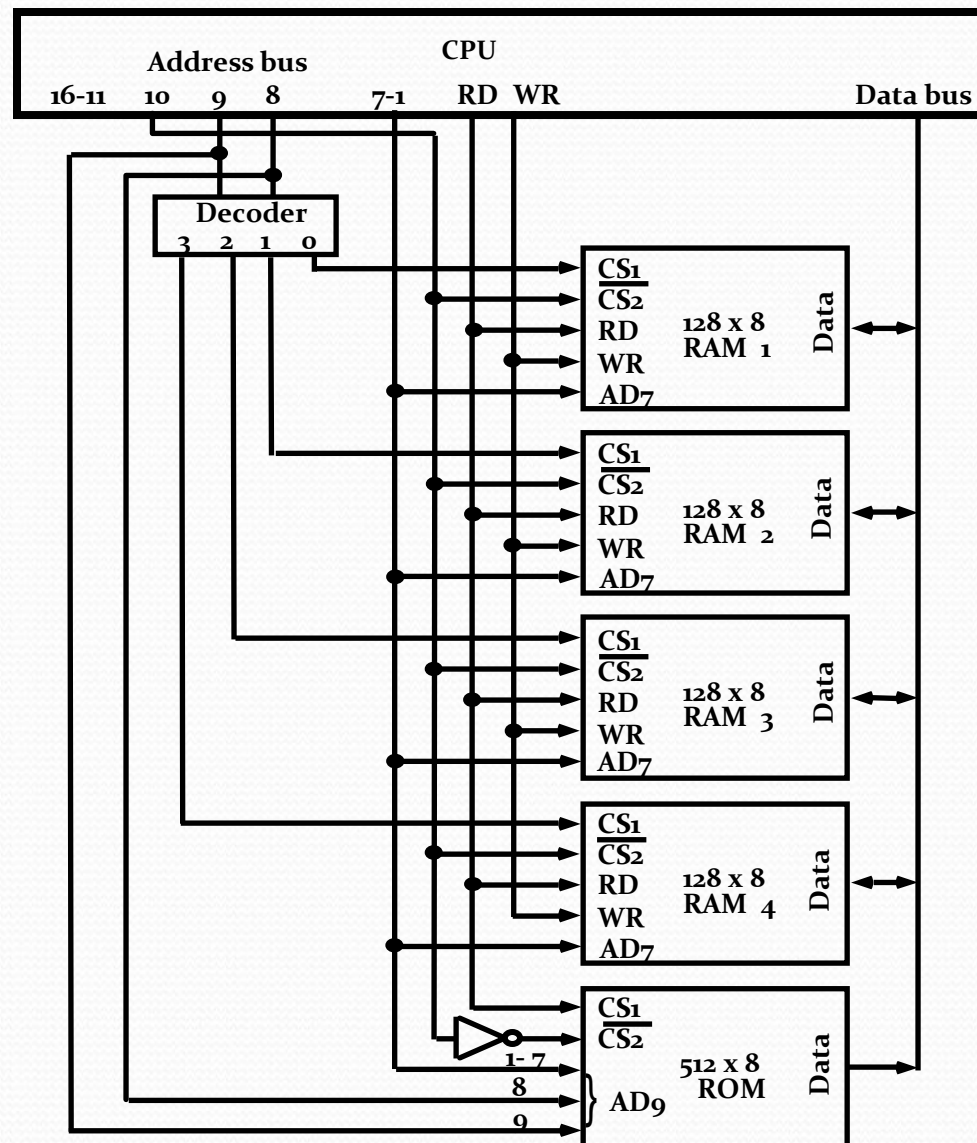 CPU
Address bus
16-11 10 9 8 7-1 RD WR Data bus
Decoder
3 2 1 0
CS1
CS2
RD
WR
AD7
128 x 8
RAM 1
Data
CS1
CS2
RD
WR
AD7
128 x 8
RAM 2
Data
CS1
CS2
RD
WR
AD7
128 x 8
RAM 3
Data
CS1
CS2
RD
WR
AD7
128 x 8
RAM 4
Data
CS1
CS2
1- 7
8
9
AD9
512 x 8
ROM
Data